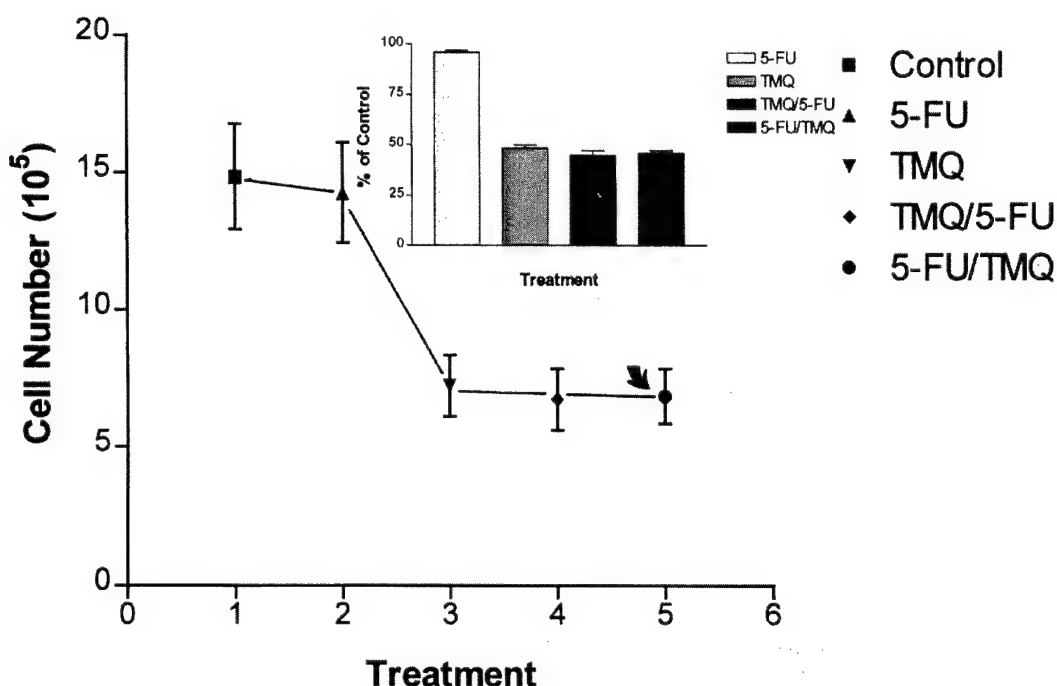 20
15
10
5
0
Cell Number (10⁵)
0 1 2 3 4 5 6
Treatment
100
75
50
25
0
% of Control
Treatment
5-FU
TMQ
TMQ/5-FU
5-FU/TMQ
Control
5-FU
TMQ
TMQ/5-FU
5-FU/TMQ